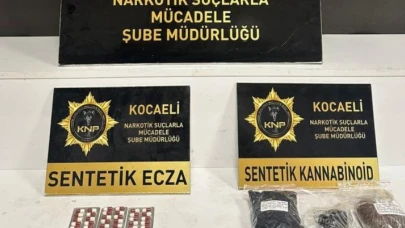 NARKOTİK SUÇLARLA
MÜCADELE
ŞUBE MÜDÜRLÜĞÜ
KOCAELİ
KNP
NARKOTİK SUÇLARLA
MÜCADELE
ŞUBE MÜDÜRLÜĞÜ
SENTETİK ECZA
KOCAELİ
KNP
NARKOTİK SUÇLARLA
MÜCADELE
ŞUBE MÜDÜRLÜĞÜ
SENTETİK KANNABİNOİD